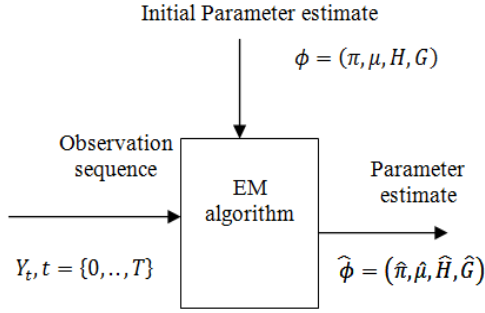 Initial Parameter estimate
ϕ = (π, μ, H, G)
Observation
sequence
EM
algorithm
Parameter
estimate
Y_t, t = {0,..,T}
ϕ̂ = (π̂, μ̂, Ĥ, Ĝ)